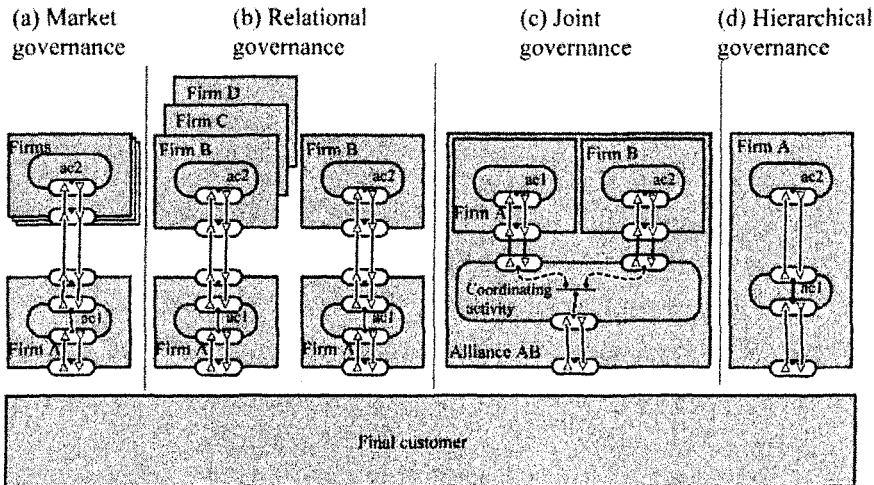 (a) Market
governance
(b) Relational
governance
(c) Joint
governance
(d) Hierarchical
governance
Firms
ac2
ac1
Firm A
Firm D
Firm C
Firm B
ac2
ac1
Firm A
Firm B
ac2
ac1
Firm A
ac1
Firm A
Firm B
ac2
Coordinating
activity
Alliance AB
Firm A
ac2
ac1
Final customer